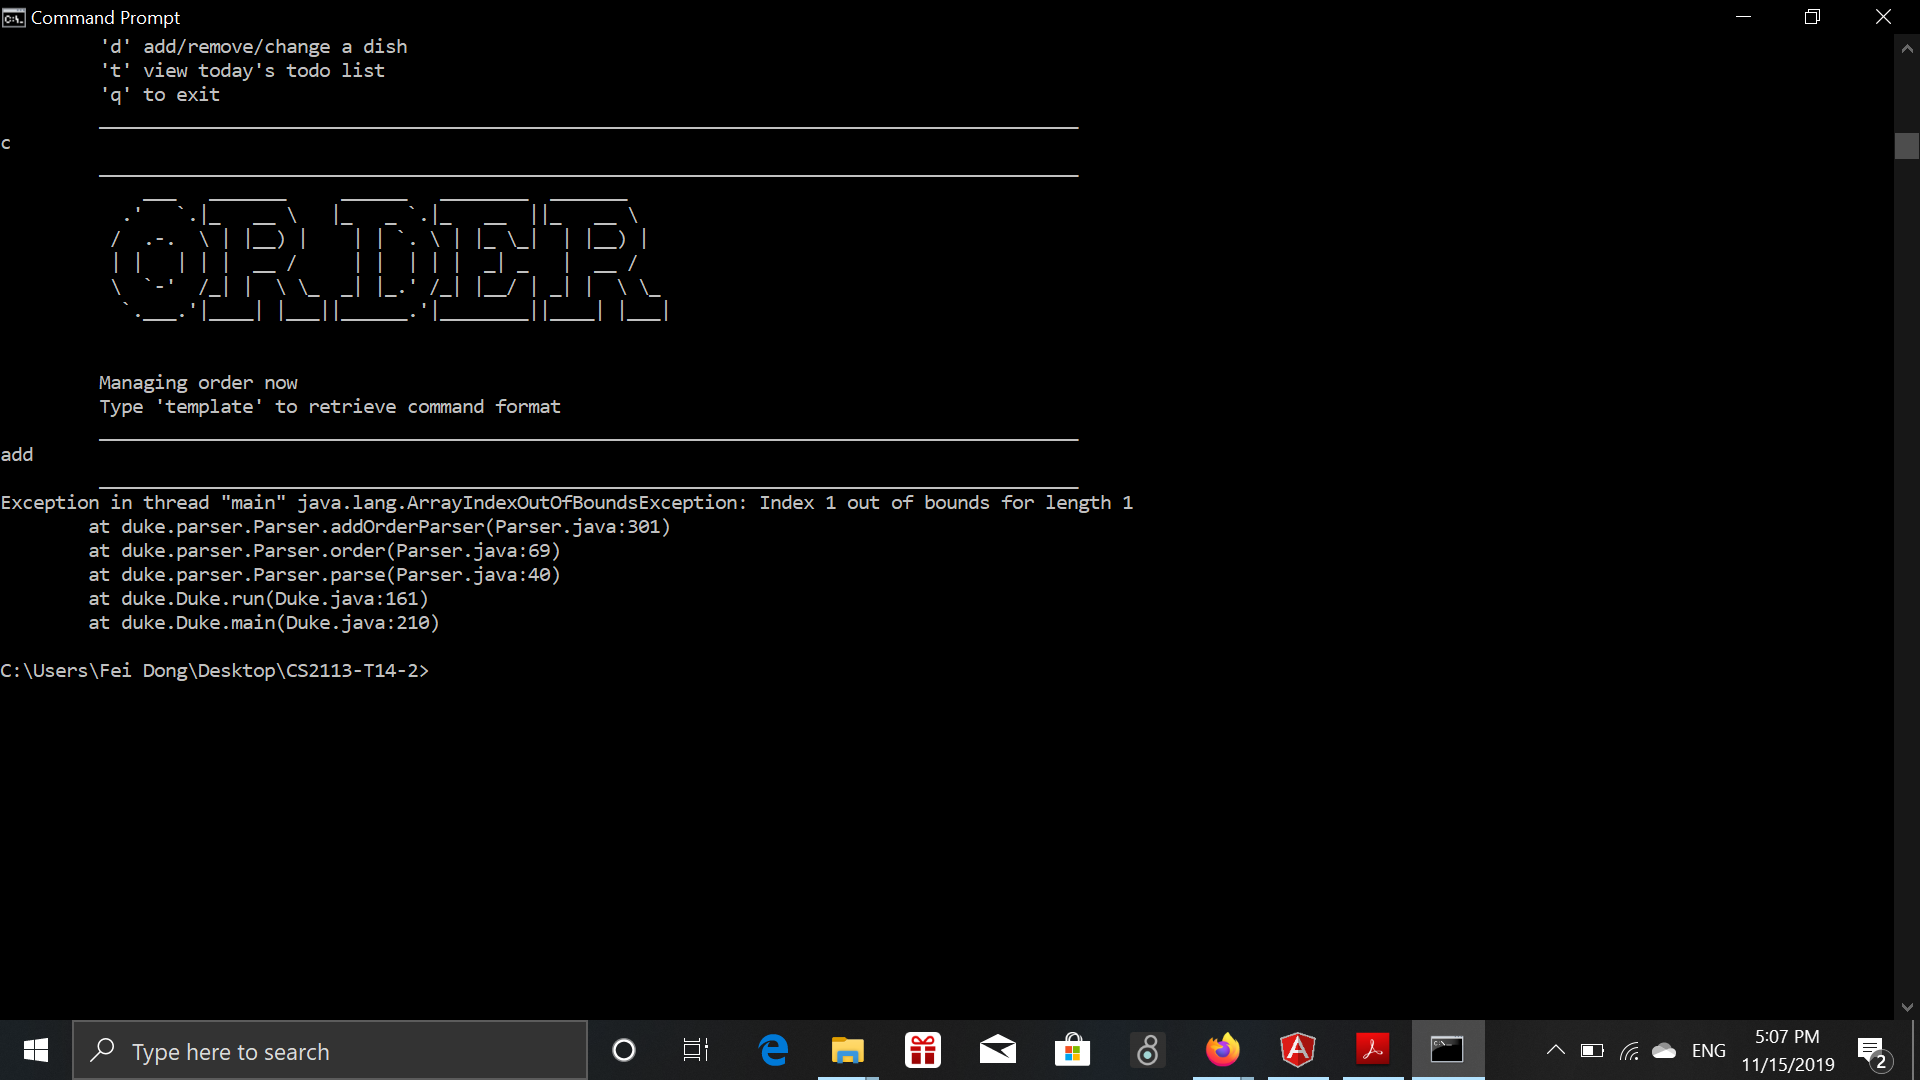 Command Prompt
'd' add/remove/change a dish
't' view today's todo list
'q' to exit
c
ORDER
Managing order now
Type 'template' to retrieve command format
add
Exception in thread "main" java.lang.ArrayIndexOutOfBoundsException: Index 1 out of bounds for length 1
at duke.parser.Parser.addOrderParser(Parser.java:301)
at duke.parser.Parser.order(Parser.java:69)
at duke.parser.Parser.parse(Parser.java:40)
at duke.Duke.run(Duke.java:161)
at duke.Duke.main(Duke.java:210)
C:\Users\Fei Dong\Desktop\CS2113-T14-2>
Type here to search
ENG
5:07 PM
11/15/2019
2